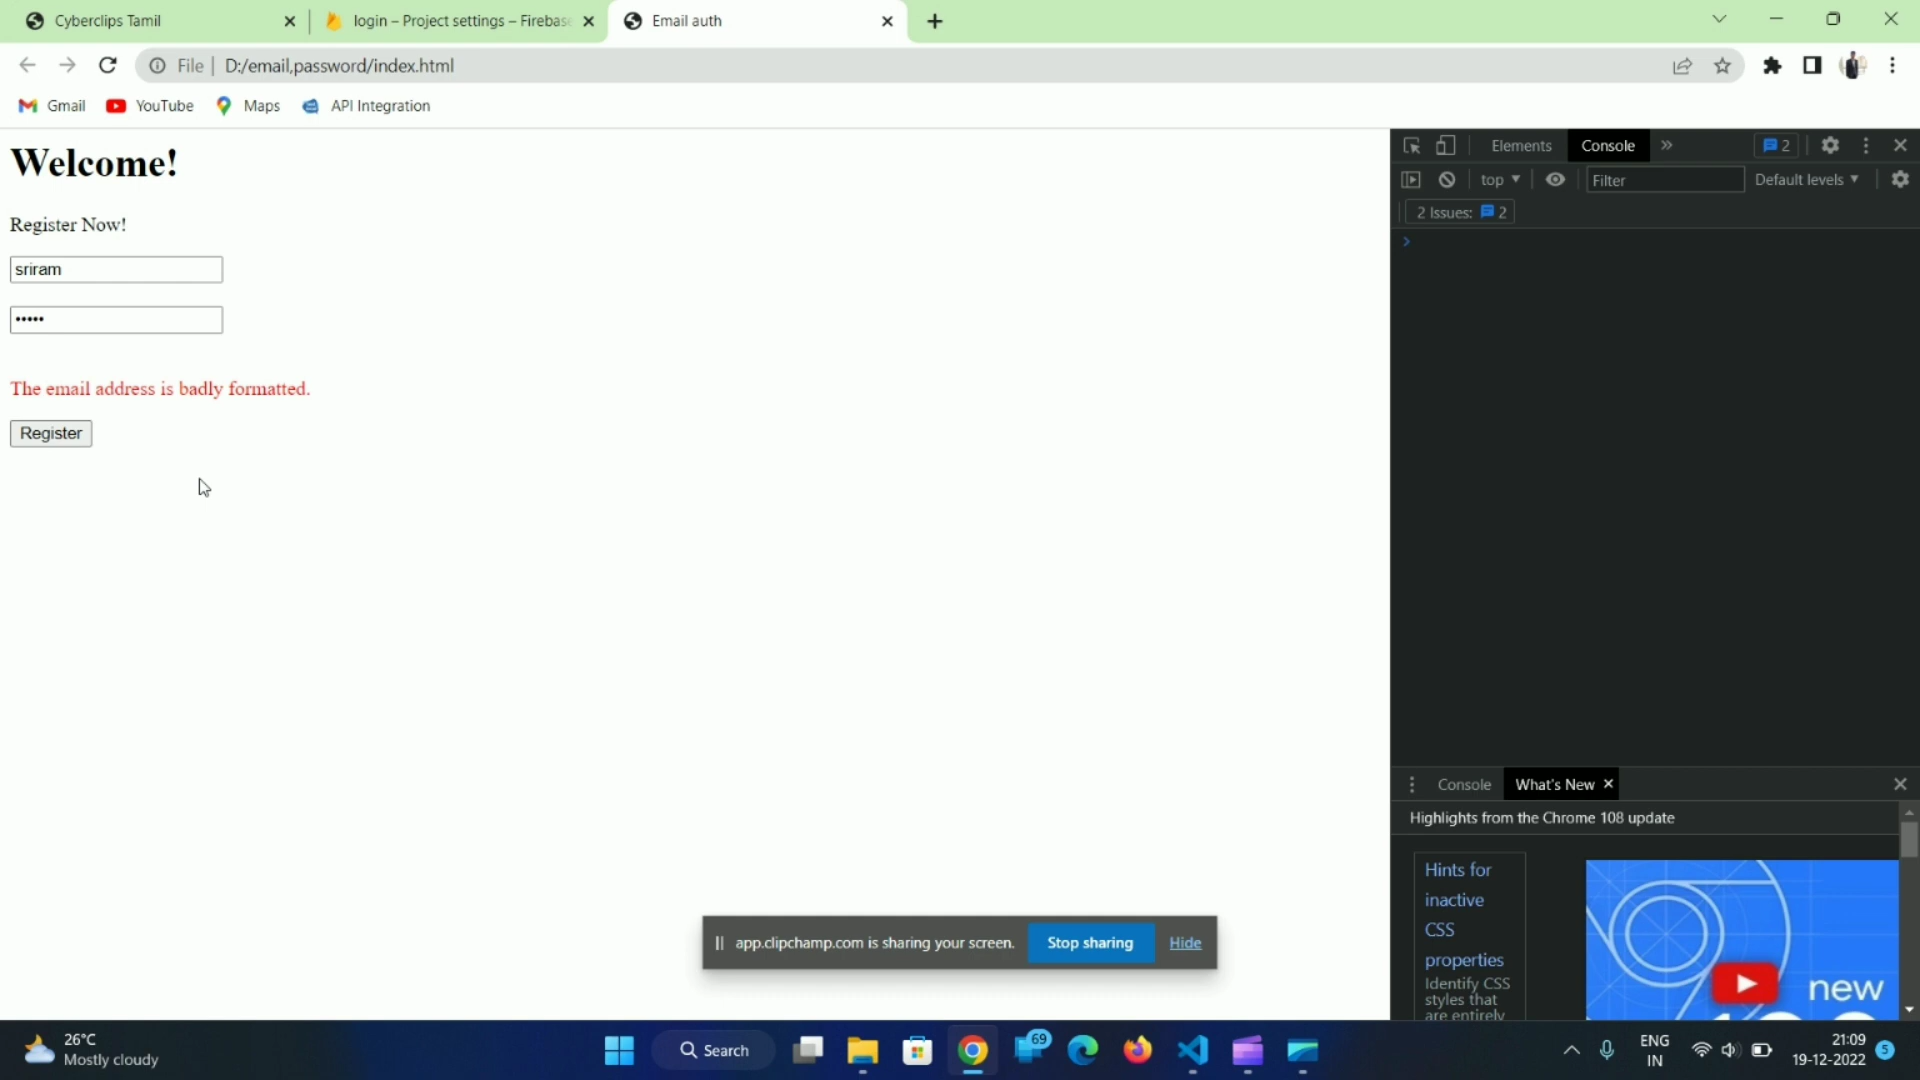 Cyberclips Tamil
login – Project settings – Firebase
Email auth
File
D:/email,password/index.html
Gmail
YouTube
Maps
API Integration
Welcome!
Register Now!
sriram
•••••
The email address is badly formatted.
Register
Elements
Console
2
top
Filter
Default levels
2 Issues:
2
Console
What's New
Highlights from the Chrome 108 update
Hints for
inactive
CSS
properties
Identify CSS
styles that
are entirely
new
app.clipchamp.com is sharing your screen.
Stop sharing
Hide
26°C
Mostly cloudy
Search
69
ENG
IN
21:09
19-12-2022
5